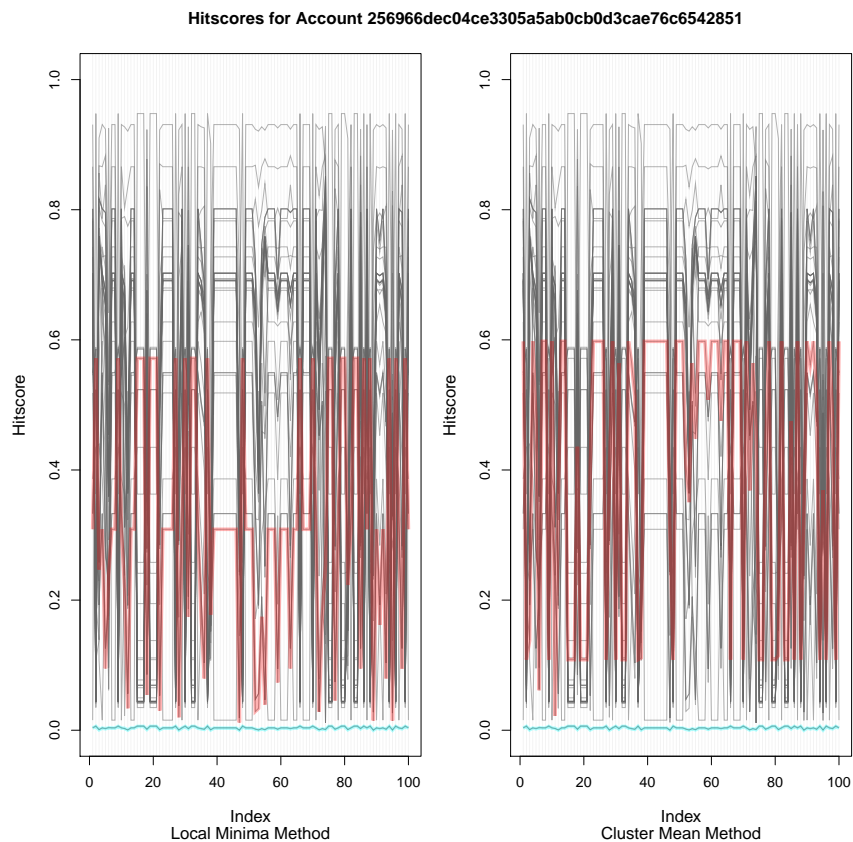 Hitscores for Account 256966dec04ce3305a5ab0cb0d3cae76c6542851
1.0
0.8
0.6
0.4
0.2
0.0
Hitscore
0 20 40 60 80 100
Index
Local Minima Method
1.0
0.8
0.6
0.4
0.2
0.0
Hitscore
0 20 40 60 80 100
Index
Cluster Mean Method